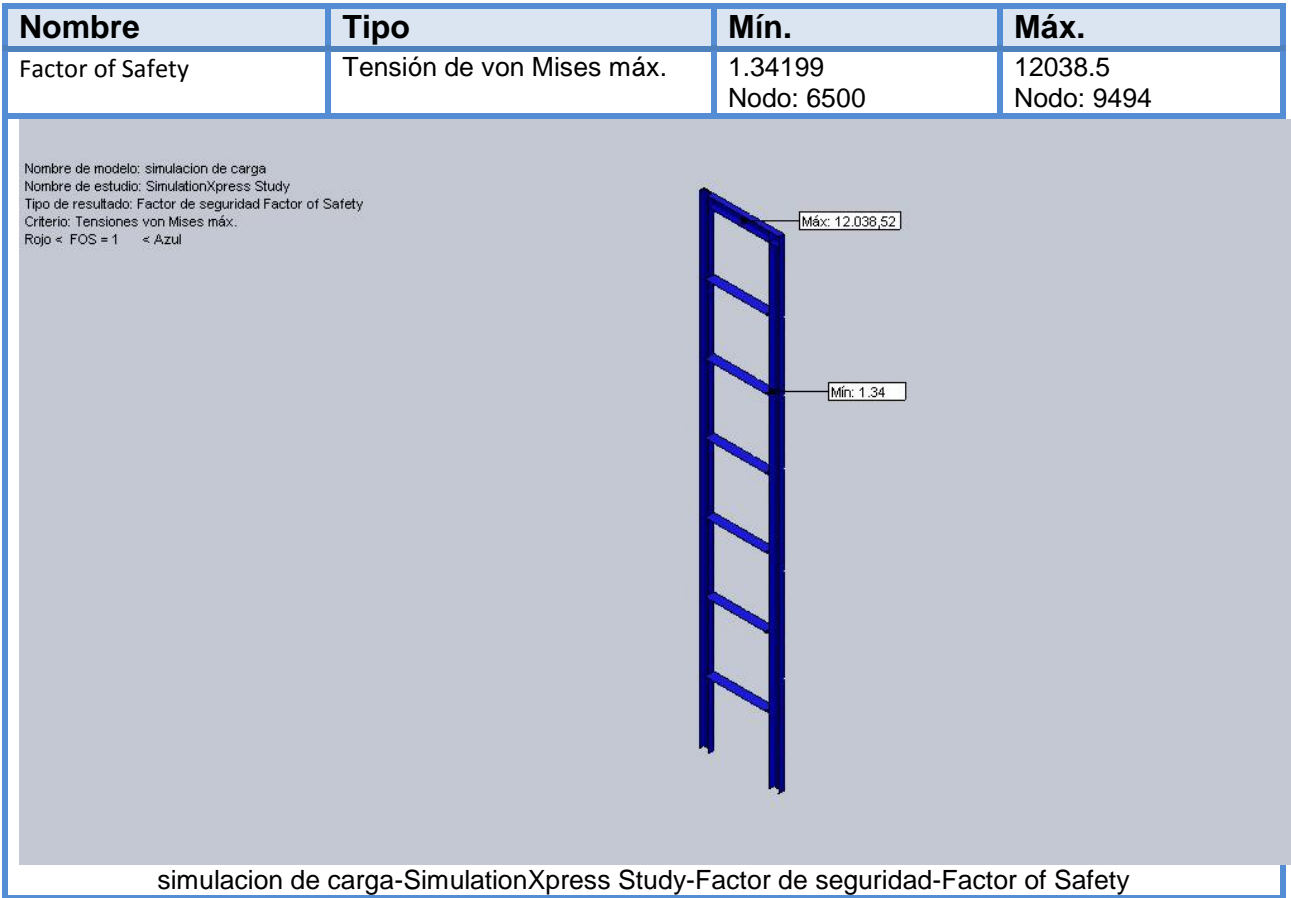 Nombre Tipo Mín. Máx.
Factor of Safety Tensión de von Mises máx. 1.34199 12038.5
Nodo: 6500 Nodo: 9494
Nombre de modelo: simulacion de carga
Nombre de estudio: SimulationXpress Study
Tipo de resultado: Factor de seguridad Factor of Safety
Criterio: Tensiones von Mises máx.
Rojo < FOS = 1 < Azul
Máx: 12.038,52
Mín: 1.34
simulacion de carga-SimulationXpress Study-Factor de seguridad-Factor of Safety